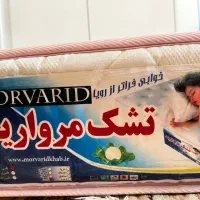 خوابی فراتر از رویا
MORVARID
تشک مروارید
www.morvaridkhab.ir